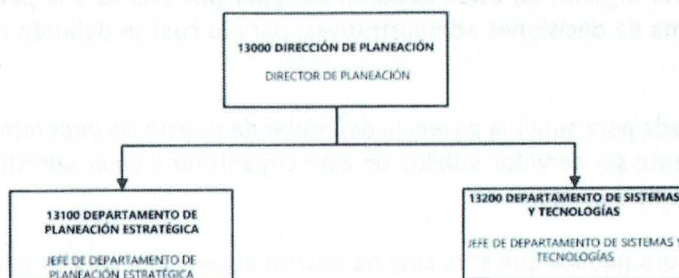 13000 DIRECCIÓN DE PLANEACIÓN
DIRECTOR DE PLANEACIÓN
13100 DEPARTAMENTO DE
PLANEACIÓN ESTRATÉGICA
JEFE DE DEPARTAMENTO DE
PLANEACIÓN ESTRATÉGICA
13200 DEPARTAMENTO DE SISTEMAS
Y TECNOLOGÍAS
JEFE DE DEPARTAMENTO DE SISTEMAS Y
TECNOLOGÍAS